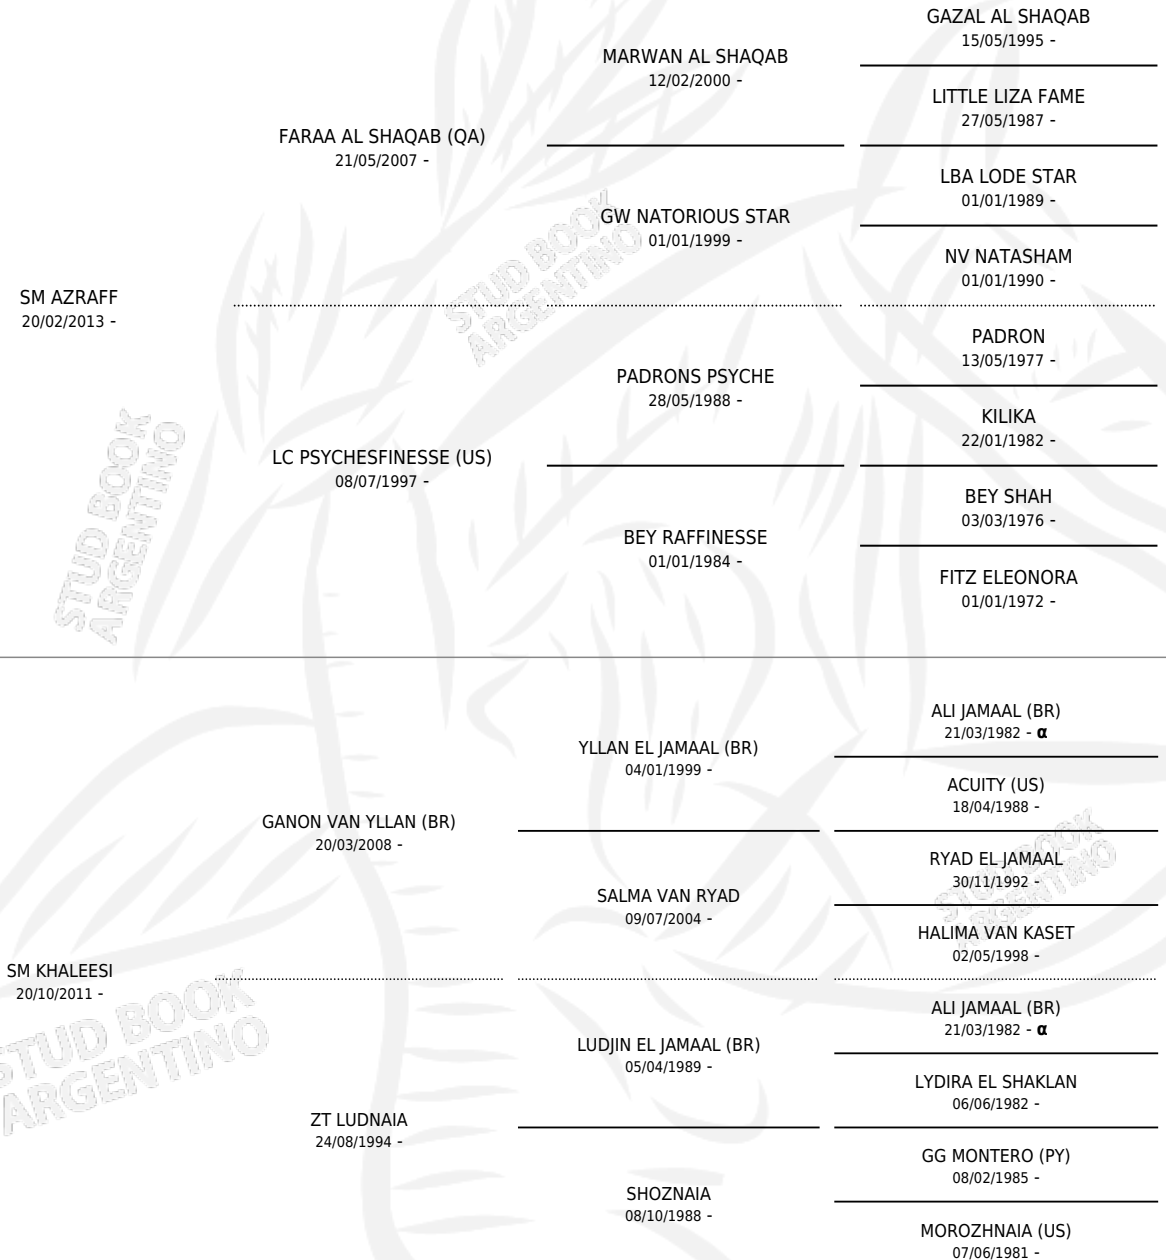 GAZAL AL SHAQAB
15/05/1995 -
MARWAN AL SHAQAB
12/02/2000 -
LITTLE LIZA FAME
27/05/1987 -
FARAA AL SHAQAB (QA)
21/05/2007 -
LBA LODE STAR
01/01/1989 -
GW NATORIOUS STAR
01/01/1999 -
NV NATASHAM
01/01/1990 -
SM AZRAFF
20/02/2013 -
PADRON
13/05/1977 -
PADRONS PSYCHE
28/05/1988 -
KILIKA
22/01/1982 -
LC PSYCHESFINESSE (US)
08/07/1997 -
BEY SHAH
03/03/1976 -
BEY RAFFINESSE
01/01/1984 -
FITZ ELEONORA
01/01/1972 -
ALI JAMAAL (BR)
21/03/1982 - α
YLLAN EL JAMAAL (BR)
04/01/1999 -
ACUITY (US)
18/04/1988 -
GANON VAN YLLAN (BR)
20/03/2008 -
RYAD EL JAMAAL
30/11/1992 -
SALMA VAN RYAD
09/07/2004 -
HALIMA VAN KASET
02/05/1998 -
SM KHALEESI
20/10/2011 -
ALI JAMAAL (BR)
21/03/1982 - α
LUDJIN EL JAMAAL (BR)
05/04/1989 -
LYDIRA EL SHAKLAN
06/06/1982 -
ZT LUDNAIA
24/08/1994 -
GG MONTERO (PY)
08/02/1985 -
SHOZNAIA
08/10/1988 -
MOROZHNAIA (US)
07/06/1981 -
STUD BOOK
ARGENTINO
STUD BOOK
ARGENTINO
STUD BOOK
ARGENTINO
STUD BOOK
ARGENTINO